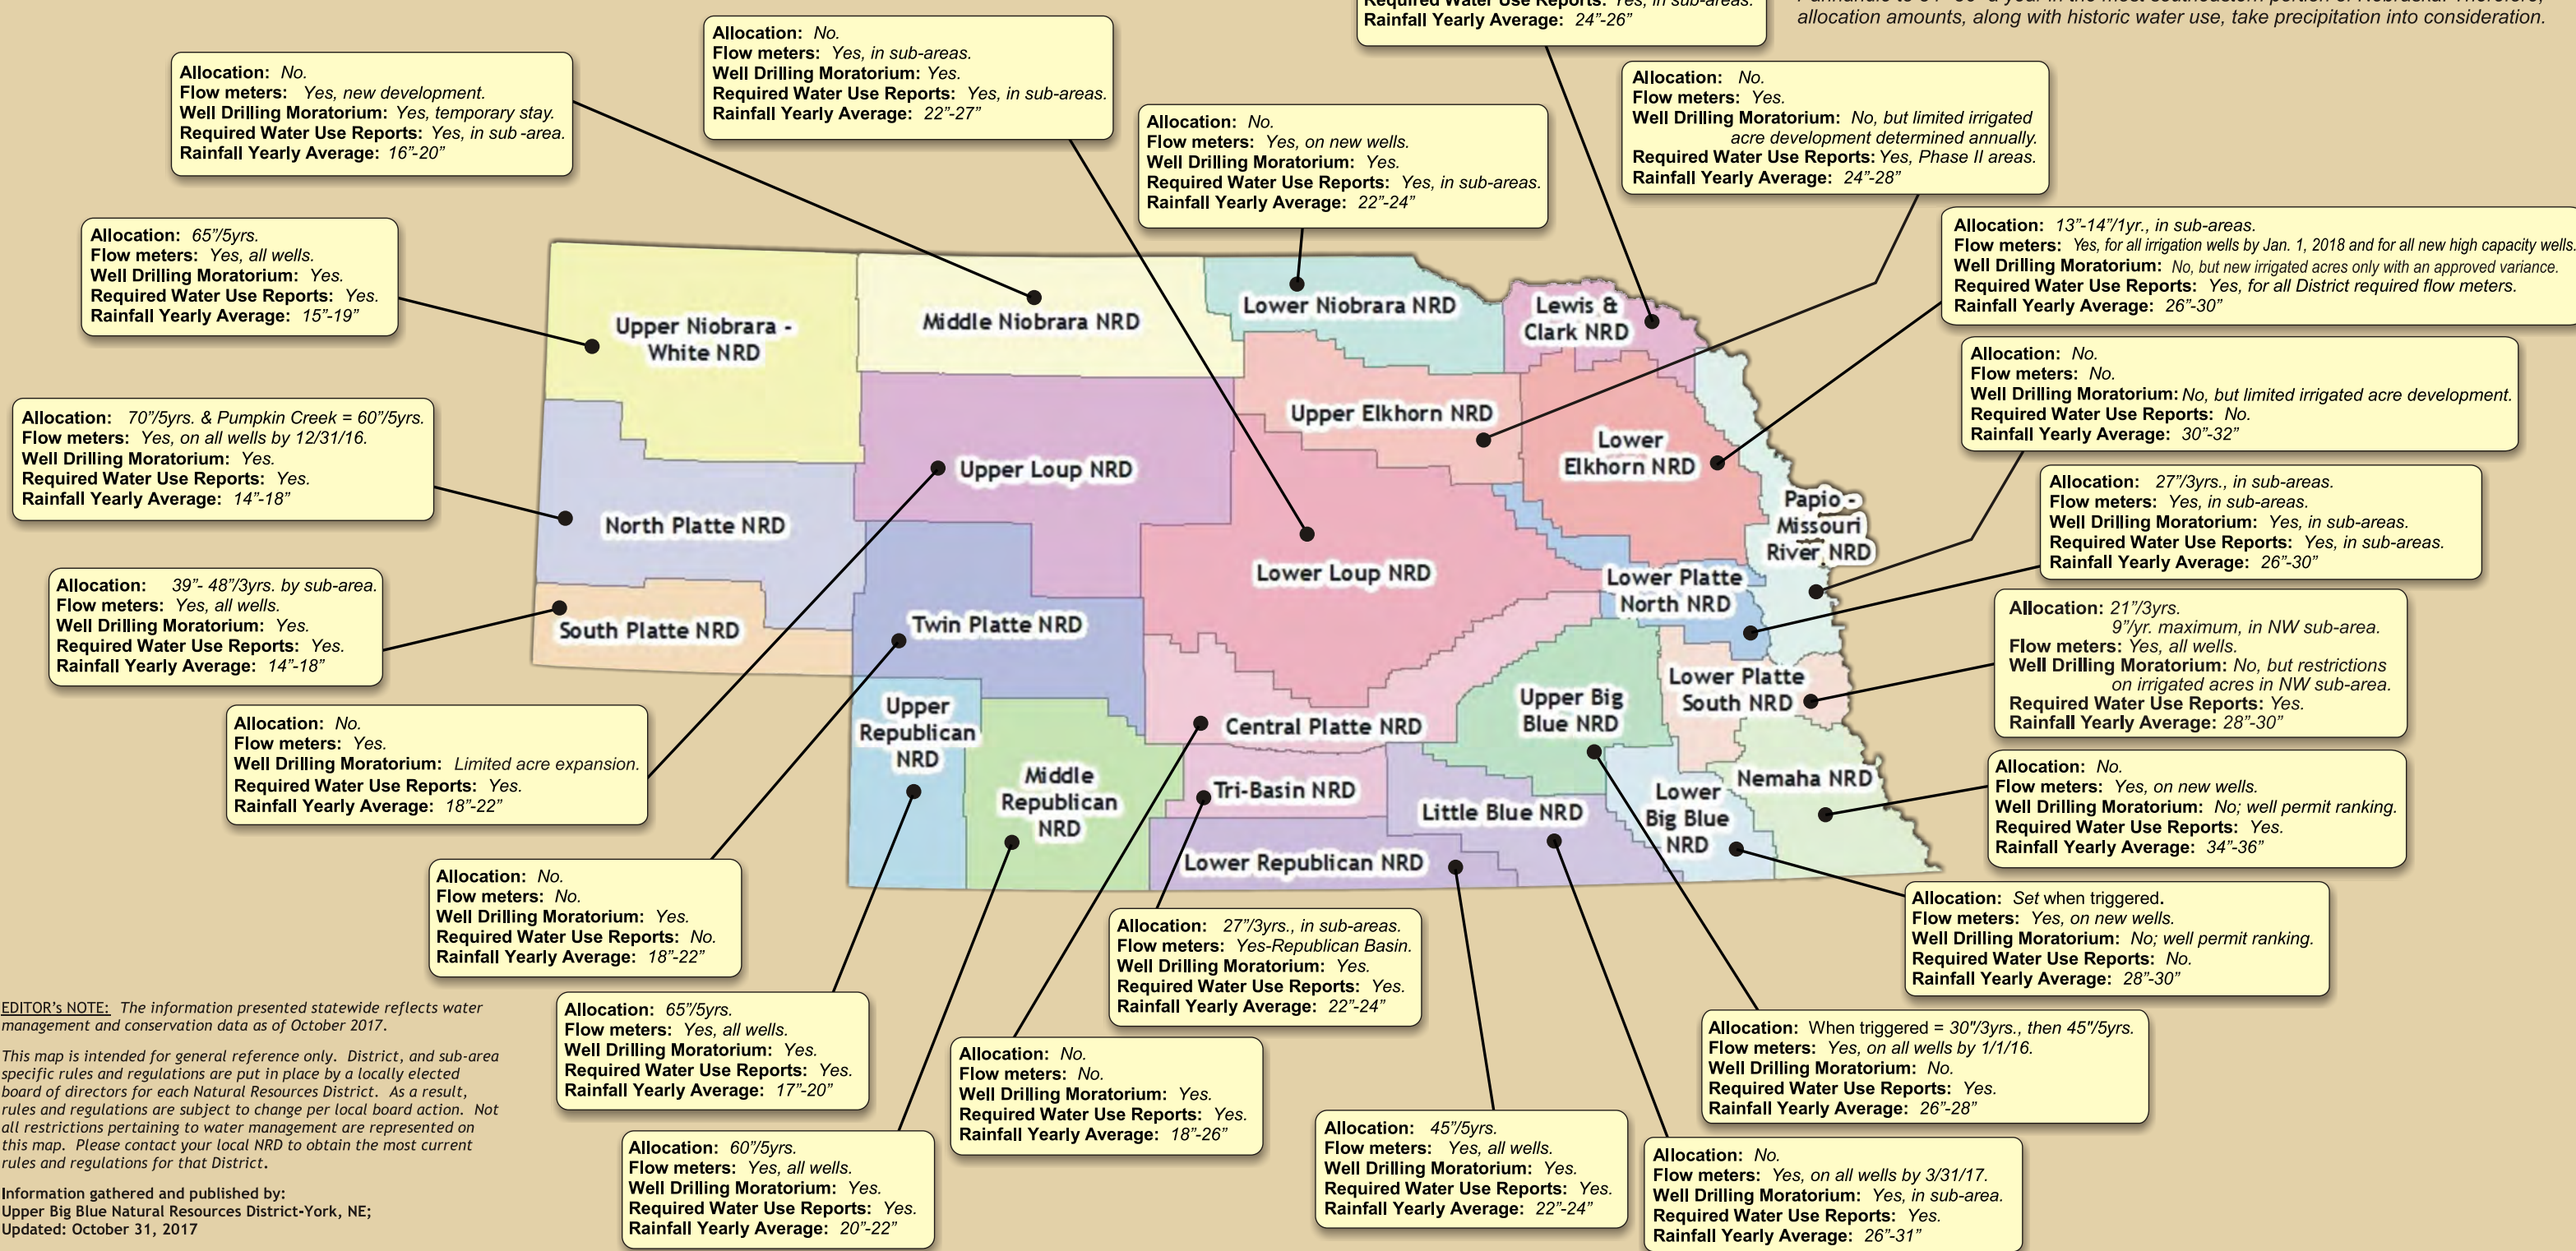 Required Water Use Reports: Yes, in sub-areas.
Rainfall Yearly Average: 24”-26”
allocation amounts, along with historic water use, take precipitation into consideration.
Allocation: No.
Flow meters: Yes, in sub-areas.
Well Drilling Moratorium: Yes.
Required Water Use Reports: Yes, in sub-areas.
Rainfall Yearly Average: 22”-27”
Allocation: No.
Flow meters: Yes, new development.
Well Drilling Moratorium: Yes, temporary stay.
Required Water Use Reports: Yes, in sub-area.
Rainfall Yearly Average: 16”-20”
Allocation: No.
Flow meters: Yes, on new wells.
Well Drilling Moratorium: Yes.
Required Water Use Reports: Yes, in sub-areas.
Rainfall Yearly Average: 22”-24”
Allocation: No.
Flow meters: Yes.
Well Drilling Moratorium: No, but limited irrigated
acre development determined annually.
Required Water Use Reports: Yes, Phase II areas.
Rainfall Yearly Average: 24”-28”
Allocation: 65”/5yrs.
Flow meters: Yes, all wells.
Well Drilling Moratorium: Yes.
Required Water Use Reports: Yes.
Rainfall Yearly Average: 15”-19”
Allocation: 13”-14”/1yr., in sub-areas.
Flow meters: Yes, for all irrigation wells by Jan. 1, 2018 and for all new high capacity wells.
Well Drilling Moratorium: No, but new irrigated acres only with an approved variance.
Required Water Use Reports: Yes, for all District required flow meters.
Rainfall Yearly Average: 26”-30”
Allocation: No.
Flow meters: No.
Well Drilling Moratorium: No, but limited irrigated acre development.
Required Water Use Reports: No.
Rainfall Yearly Average: 30”-32”
Allocation: 70”/5yrs. & Pumpkin Creek = 60”/5yrs.
Flow meters: Yes, on all wells by 12/31/16.
Well Drilling Moratorium: Yes.
Required Water Use Reports: Yes.
Rainfall Yearly Average: 14”-18”
Allocation: 27”/3yrs., in sub-areas.
Flow meters: Yes, in sub-areas.
Well Drilling Moratorium: Yes, in sub-areas.
Required Water Use Reports: Yes, in sub-areas.
Rainfall Yearly Average: 26”-30”
Allocation: 39”- 48”/3yrs. by sub-area.
Flow meters: Yes, all wells.
Well Drilling Moratorium: Yes.
Required Water Use Reports: Yes.
Rainfall Yearly Average: 14”-18”
Allocation: 21”/3yrs.
9”/yr. maximum, in NW sub-area.
Flow meters: Yes, all wells.
Well Drilling Moratorium: No, but restrictions
on irrigated acres in NW sub-area.
Required Water Use Reports: Yes.
Rainfall Yearly Average: 28”-30”
Upper Niobrara -
White NRD
Middle Niobrara NRD
Lower Niobrara NRD
Lewis &
Clark NRD
Upper Elkhorn NRD
Lower
Elkhorn NRD
Upper Loup NRD
North Platte NRD
Papio -
Missouri
River NRD
Lower Loup NRD
Lower Platte
North NRD
South Platte NRD
Twin Platte NRD
Lower Platte
South NRD
Upper Big
Blue NRD
Central Platte NRD
Upper
Republican
NRD
Middle
Republican
NRD
Tri-Basin NRD
Little Blue NRD
Lower
Big Blue
NRD
Nemaha NRD
Lower Republican NRD
Allocation: No.
Flow meters: Yes.
Well Drilling Moratorium: Limited acre expansion.
Required Water Use Reports: Yes.
Rainfall Yearly Average: 18”-22”
Allocation: No.
Flow meters: Yes, on new wells.
Well Drilling Moratorium: No; well permit ranking.
Required Water Use Reports: Yes.
Rainfall Yearly Average: 34”-36”
Allocation: No.
Flow meters: No.
Well Drilling Moratorium: Yes.
Required Water Use Reports: No.
Rainfall Yearly Average: 18”-22”
Allocation: Set when triggered.
Flow meters: Yes, on new wells.
Well Drilling Moratorium: No; well permit ranking.
Required Water Use Reports: No.
Rainfall Yearly Average: 28”-30”
Allocation: 27”/3yrs., in sub-areas.
Flow meters: Yes-Republican Basin.
Well Drilling Moratorium: Yes.
Required Water Use Reports: Yes.
Rainfall Yearly Average: 22”-24”
Allocation: 65”/5yrs.
Flow meters: Yes, all wells.
Well Drilling Moratorium: Yes.
Required Water Use Reports: Yes.
Rainfall Yearly Average: 17”-20”
Allocation: When triggered = 30"/3yrs., then 45"/5yrs.
Flow meters: Yes, on all wells by 1/1/16.
Well Drilling Moratorium: No.
Required Water Use Reports: Yes.
Rainfall Yearly Average: 26”-28”
Allocation: No.
Flow meters: No.
Well Drilling Moratorium: Yes.
Required Water Use Reports: Yes.
Rainfall Yearly Average: 18”-26”
Allocation: 45”/5yrs.
Flow meters: Yes, all wells.
Well Drilling Moratorium: Yes.
Required Water Use Reports: Yes.
Rainfall Yearly Average: 22”-24”
Allocation: 60”/5yrs.
Flow meters: Yes, all wells.
Well Drilling Moratorium: Yes.
Required Water Use Reports: Yes.
Rainfall Yearly Average: 20”-22”
Allocation: No.
Flow meters: Yes, on all wells by 3/31/17.
Well Drilling Moratorium: Yes, in sub-area.
Required Water Use Reports: Yes.
Rainfall Yearly Average: 26”-31”
EDITOR's NOTE: The information presented statewide reflects water
management and conservation data as of October 2017.
This map is intended for general reference only. District, and sub-area
specific rules and regulations are put in place by a locally elected
board of directors for each Natural Resources District. As a result,
rules and regulations are subject to change per local board action. Not
all restrictions pertaining to water management are represented on
this map. Please contact your local NRD to obtain the most current
rules and regulations for that District.
Information gathered and published by:
Upper Big Blue Natural Resources District-York, NE;
Updated: October 31, 2017